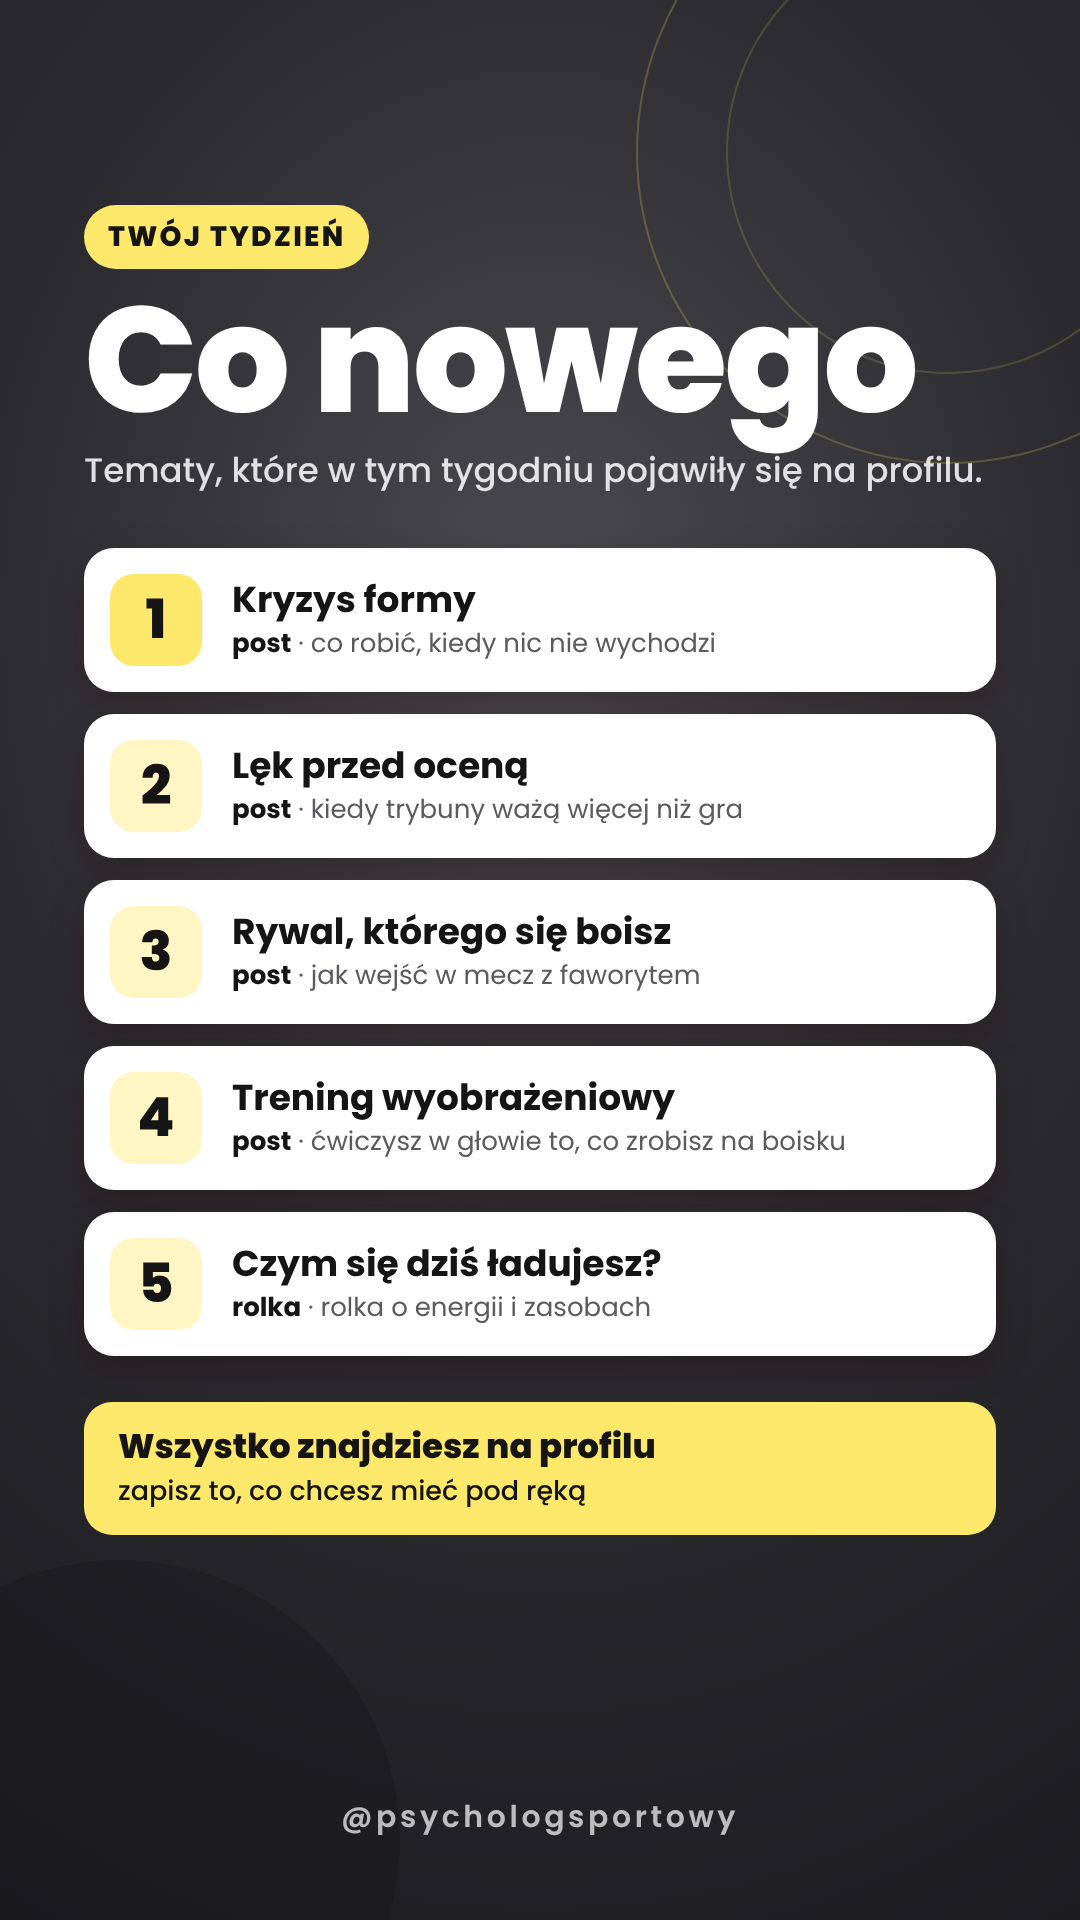 TWÓJ TYDZIEŃ
Co nowego
Tematy, które w tym tygodniu pojawiły się na profilu.
1
Kryzys formy
post · co robić, kiedy nic nie wychodzi
2
Lęk przed oceną
post · kiedy trybuny ważą więcej niż gra
3
Rywal, którego się boisz
post · jak wejść w mecz z faworytem
4
Trening wyobrażeniowy
post · ćwiczysz w głowie to, co zrobisz na boisku
5
Czym się dziś ładujesz?
rolka · rolka o energii i zasobach
Wszystko znajdziesz na profilu
zapisz to, co chcesz mieć pod ręką
@psychologsportowy